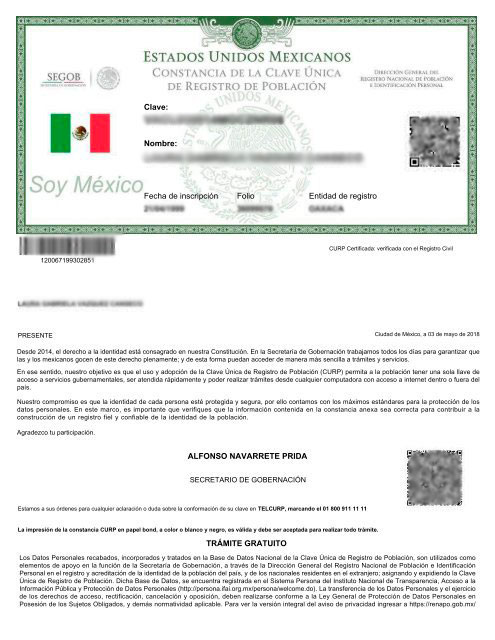 ESTADOS UNIDOS MEXICANOS
CONSTANCIA DE LA CLAVE ÚNICA
DE REGISTRO DE POBLACIÓN
SEGOB
DIRECCIÓN GENERAL DEL
REGISTRO NACIONAL DE POBLACIÓN
E IDENTIFICACIÓN PERSONAL
Clave:
Nombre:
Soy México
Fecha de inscripción Folio Entidad de registro
ESTADOS UNIDOS MEXICANOS
CURP Certificada: verificada con el Registro Civil
120067199302851
PRESENTE
Ciudad de México, a 03 de mayo de 2018
Desde 2014, el derecho a la identidad está consagrado en nuestra Constitución. En la Secretaría de Gobernación trabajamos todos los días para garantizar que
las y los mexicanos gocen de este derecho plenamente; y de esta forma puedan acceder de manera más sencilla a trámites y servicios.
En ese sentido, nuestro objetivo es que el uso y adopción de la Clave Única de Registro de Población (CURP) permita a la población tener una sola llave de
acceso a servicios gubernamentales, ser atendida rápidamente y poder realizar trámites desde cualquier computadora con acceso a internet dentro o fuera del
país.
Nuestro compromiso es que la identidad de cada persona está protegida y segura, por ello contamos con los máximos estándares para la protección de los
datos personales. En este marco, es importante que verifiques que la información contenida en la constancia anexa sea correcta para contribuir a la
construcción de un registro fiel y confiable de la identidad de la población.
Agradezco tu participación.
ALFONSO NAVARRETE PRIDA
SECRETARIO DE GOBERNACIÓN
Estamos a sus órdenes para cualquier aclaración o duda sobre la conformación de su clave en TELCURP, marcando el 01 800 911 11 11
La impresión de la constancia CURP en papel bond, a color o blanco y negro, es válida y debe ser aceptada para realizar todo trámite.
TRÁMITE GRATUITO
Los Datos Personales recabados, incorporados y tratados en la Base de Datos Nacional de la Clave Única de Registro de Población, son utilizados como
elementos de apoyo en la función de la Secretaría de Gobernación, a través de la Dirección General del Registro Nacional de Población e Identificación
Personal en el registro y acreditación de la identidad de la población del país, y de los nacionales residentes en el extranjero; asignando y expidiendo la Clave
Única de Registro de Población. Dicha Base de Datos, se encuentra registrada en el Sistema Persona del Instituto Nacional de Transparencia, Acceso a la
Información Pública y Protección de Datos Personales (http://persona.ifai.org.mx/persona/welcome.do). La transferencia de los Datos Personales y el ejercicio
de los derechos de acceso, rectificación, cancelación y oposición, deben realizarse conforme a la Ley General de Protección de Datos Personales en
Posesión de los Sujetos Obligados, y demás normatividad aplicable. Para ver la versión integral del aviso de privacidad ingresar a https://renapo.gob.mx/